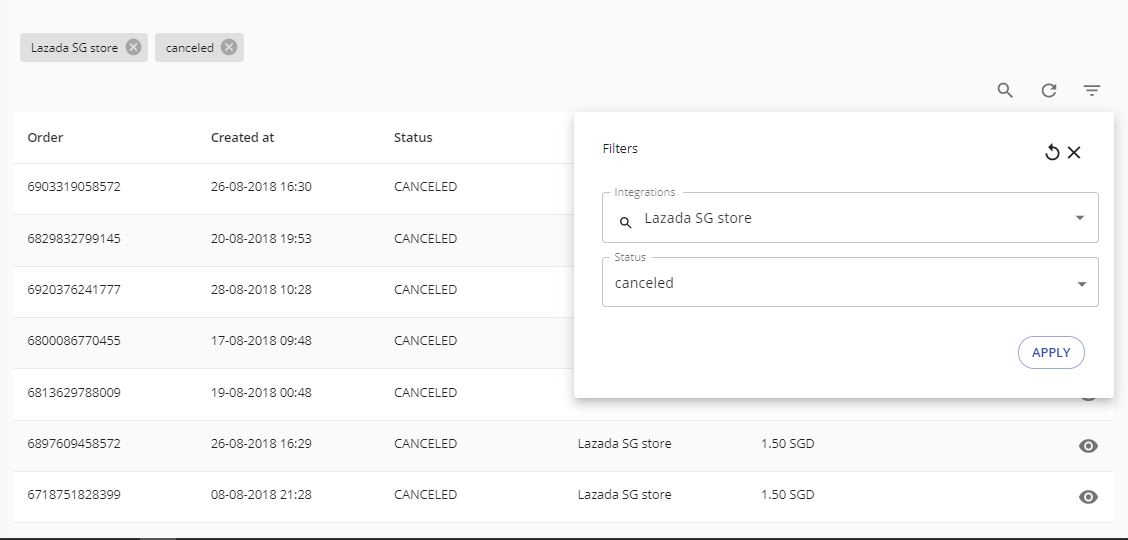 Lazada SG store canceled
Order Created at Status
Filters
Integrations
Lazada SG store
Status
canceled
APPLY
6903319058572 26-08-2018 16:30 CANCELED
6829832799145 20-08-2018 19:53 CANCELED
6920376241777 28-08-2018 10:28 CANCELED
6800086770455 17-08-2018 09:48 CANCELED
6813629788009 19-08-2018 00:48 CANCELED
6897609458572 26-08-2018 16:29 CANCELED Lazada SG store 1.50 SGD
6718751828399 08-08-2018 21:28 CANCELED Lazada SG store 1.50 SGD